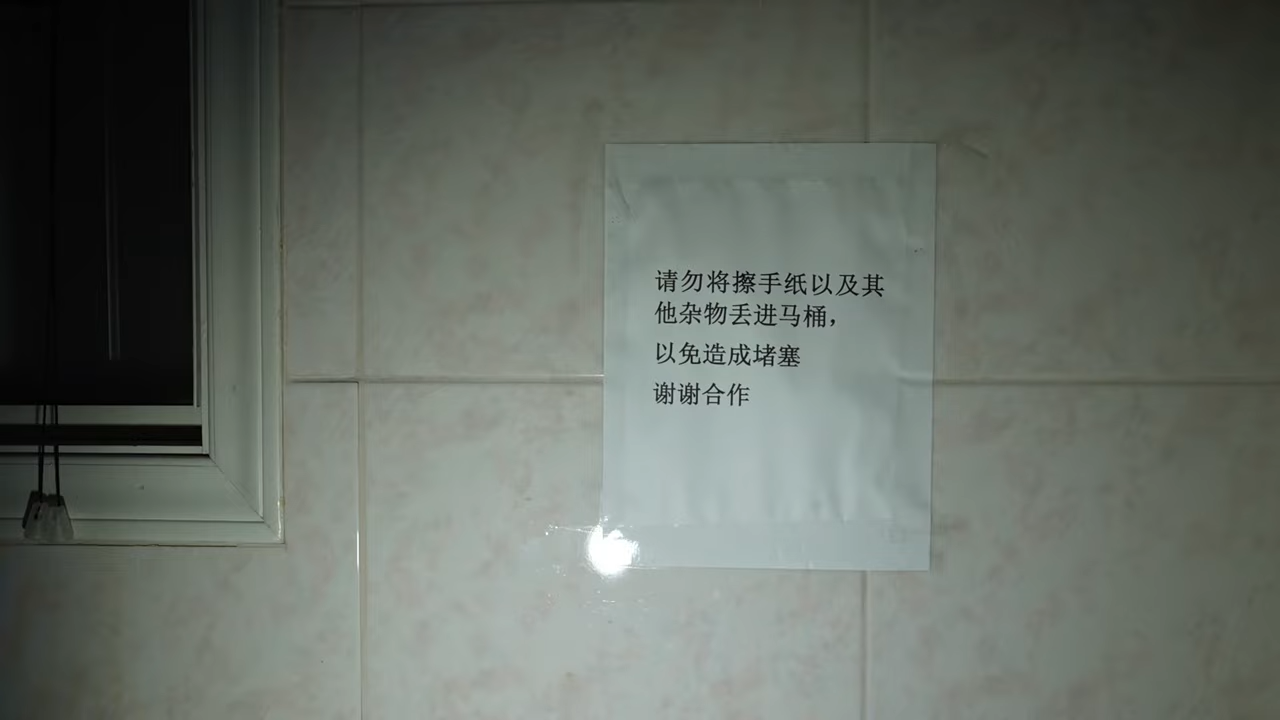 请勿将擦手纸以及其
他杂物丢进马桶，
以免造成堵塞
谢谢合作